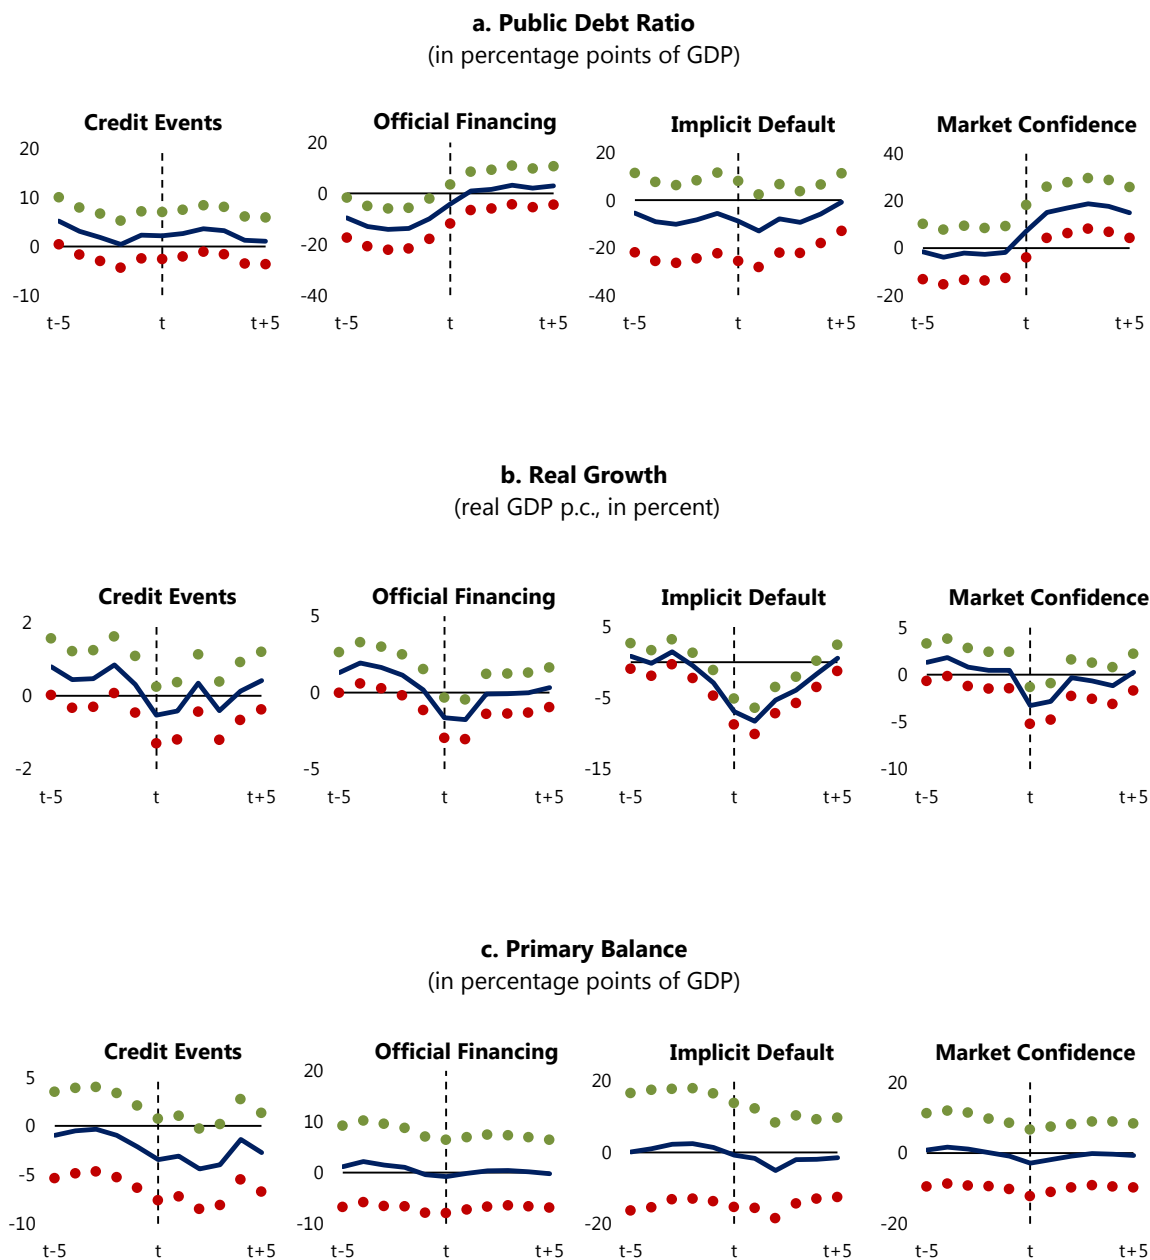 a. Public Debt Ratio
(in percentage points of GDP)
Credit Events
20
10
0
-10
t-5 t t+5
Official Financing
20
0
-20
-40
t-5 t t+5
Implicit Default
20
0
-20
-40
t-5 t t+5
Market Confidence
40
20
0
-20
t-5 t t+5
b. Real Growth
(real GDP p.c., in percent)
Credit Events
2
0
-2
t-5 t t+5
Official Financing
5
0
-5
t-5 t t+5
Implicit Default
5
-5
-15
t-5 t t+5
Market Confidence
5
0
-5
-10
t-5 t t+5
c. Primary Balance
(in percentage points of GDP)
Credit Events
5
0
-5
-10
t-5 t t+5
Official Financing
20
10
0
-10
t-5 t t+5
Implicit Default
20
0
-20
t-5 t t+5
Market Confidence
20
0
-20
t-5 t t+5